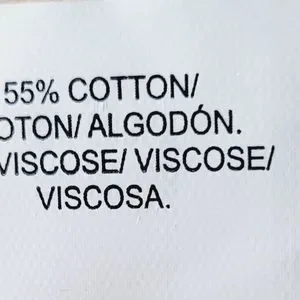 55% COTTON/
OTON/ ALGODÓN.
VISCOSE/ VISCOSE/
VISCOSA.